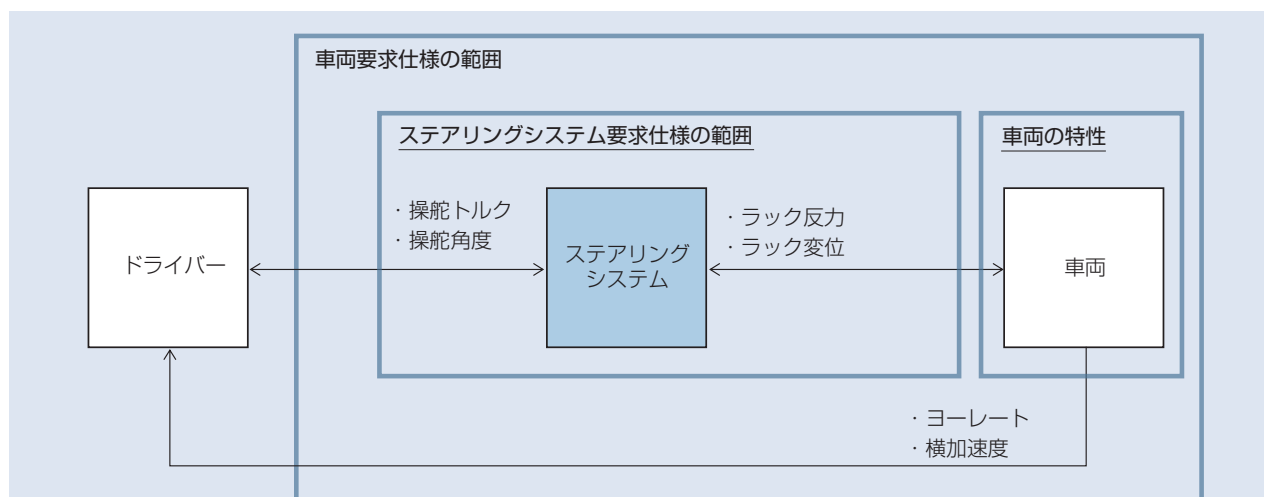 車両要求仕様の範囲
ステアリングシステム要求仕様の範囲
車両の特性
・操舵トルク
・操舵角度
・ラック反力
・ラック変位
ドライバー
ステアリング
システム
車両
・ヨーレート
・横加速度